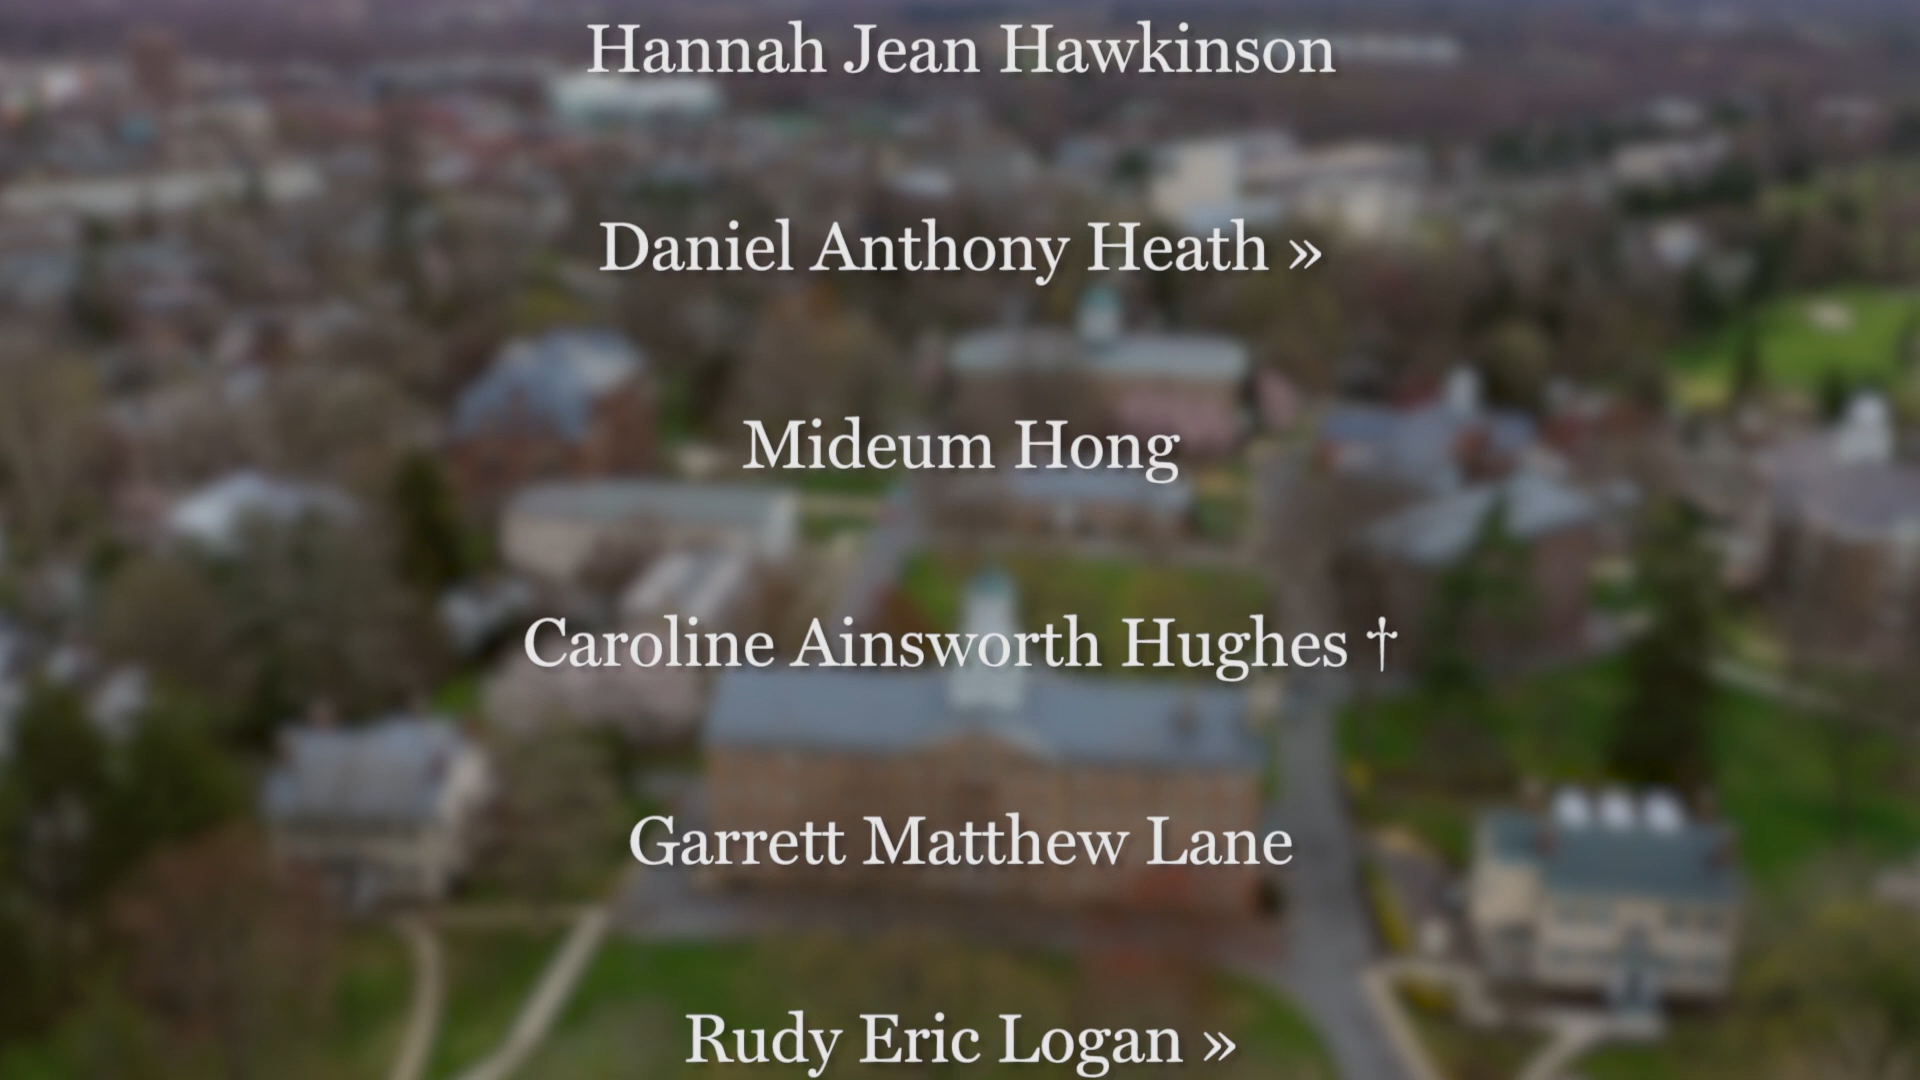 Hannah Jean Hawkinson
Daniel Anthony Heath »
Mideum Hong
Caroline Ainsworth Hughes †
Garrett Matthew Lane
Rudy Eric Logan »